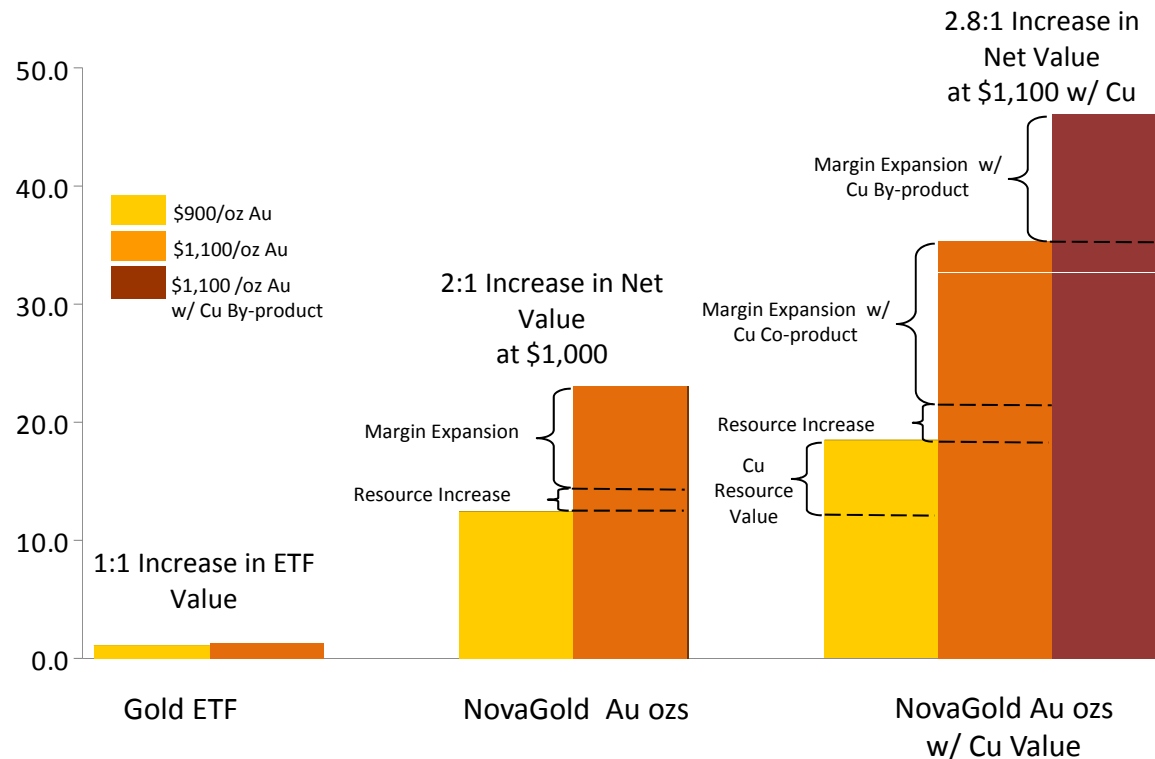 2.8:1 Increase in
Net Value
at $1,100 w/ Cu
50.0
40.0
30.0
20.0
10.0
0.0
$900/oz Au
$1,100/oz Au
$1,100 /oz Au
w/ Cu By-product
1:1 Increase in ETF
Value
2:1 Increase in Net
Value
at $1,000
Margin Expansion
Resource Increase
Margin Expansion w/
Cu By-product
Margin Expansion w/
Cu Co-product
Resource Increase
Cu
Resource
Value
Gold ETF
NovaGold Au ozs
NovaGold Au ozs
w/ Cu Value